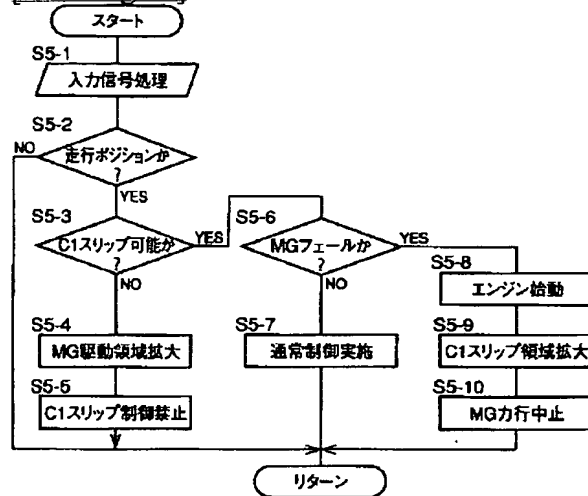 スタート
S5-1
入力信号処理
S5-2
NO
走行ポジションか
?
YES
S5-3
C1スリップ可能か
?
YES
NO
S5-6
MGフェールか
?
YES
NO
S5-4
MG駆動領域拡大
S5-5
C1スリップ制御禁止
S5-7
通常制御実施
S5-8
エンジン始動
S5-9
C1スリップ領域拡大
S5-10
MG力行中止
リターン